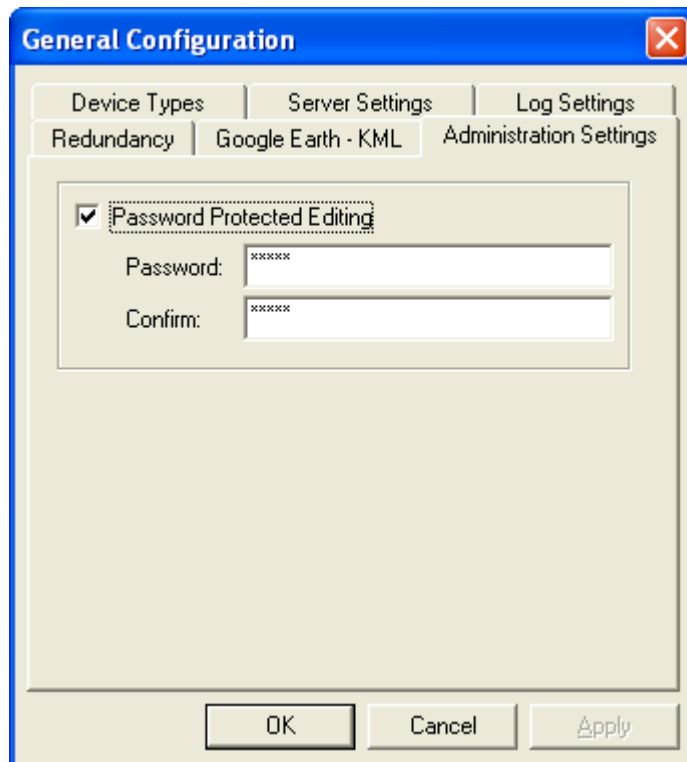 General Configuration
Device Types Server Settings Log Settings
Redundancy Google Earth - KML Administration Settings
Password Protected Editing
Password: *****
Confirm: *****
OK Cancel Apply